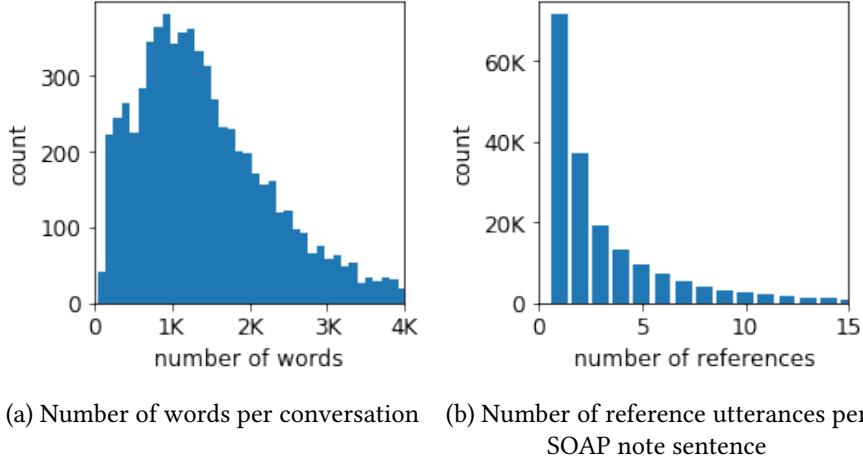 300
200
100
0
count
0 1K 2K 3K 4K
number of words
60K
40K
20K
0
count
0 5 10 15
number of references
(a) Number of words per conversation
(b) Number of reference utterances per
SOAP note sentence